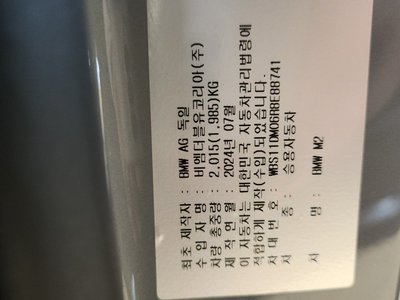 최초 제작자 : BMW AG 독일
수 입 자 명 : 비엠더블유코리아(주)
차량 총중량 : 2,015(1,985)KG
제 작 연 월 : 2024년 07월
이 자동차는 대한민국 자동차관리법령에
적합하게 제작(수입)되었습니다.
차 대 번 호 : WBS11DM06R8E88741
차 종 : 승용자동차
차 명 : BMW M2